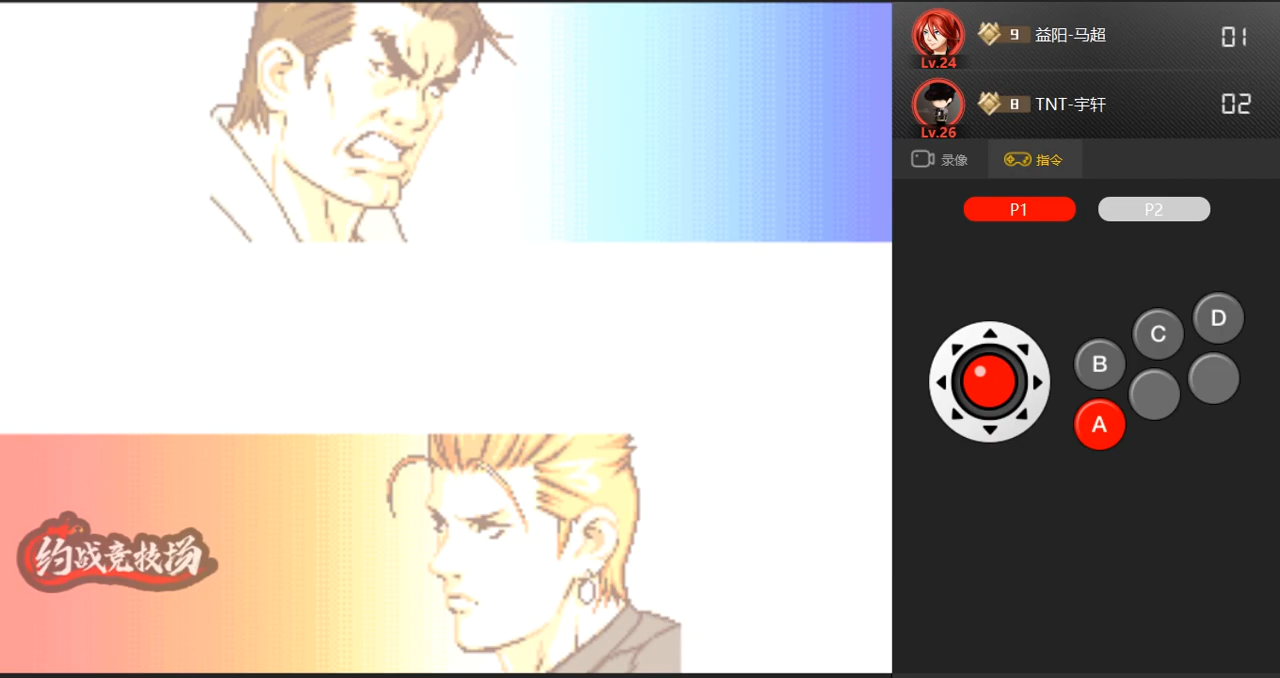 9 益阳-马超 01
Lv.24
8 TNT-宇轩 02
Lv.26
录像 指令
P1 P2
D
C
B
A
约战竞技场